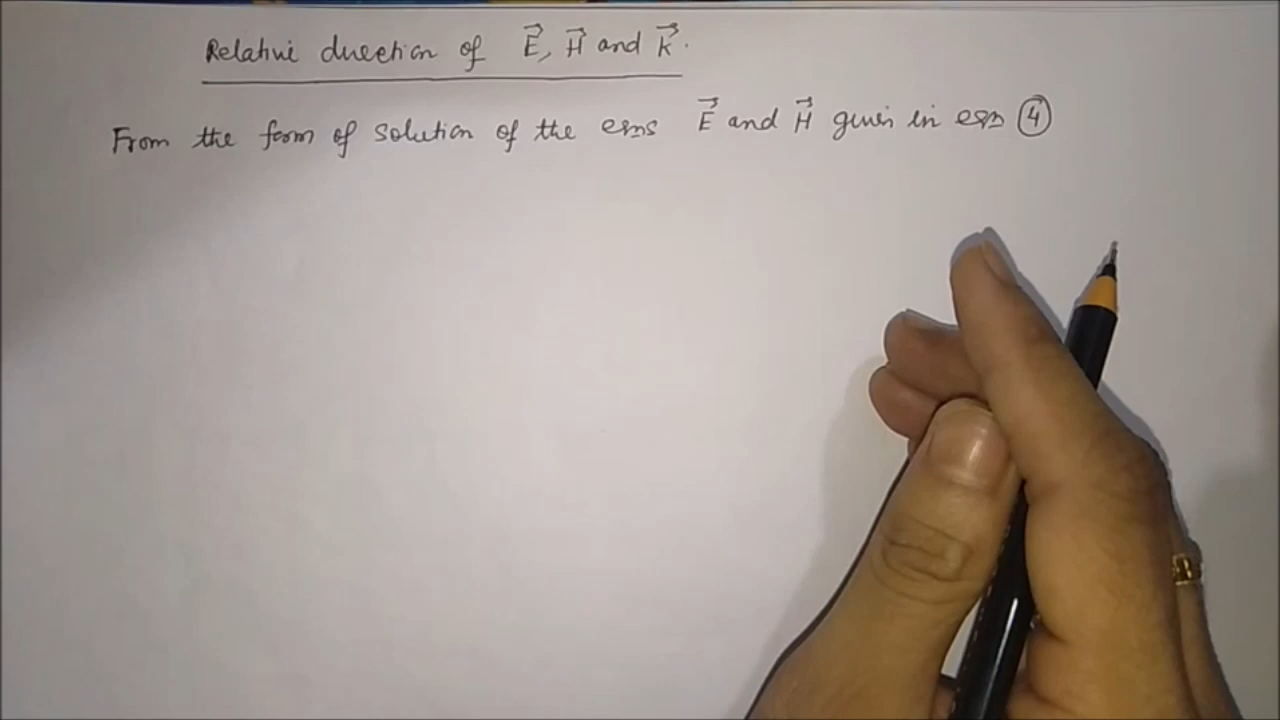 Relative direction of E⃗, H⃗ and K⃗.
From the form of solution of the eqns E⃗ and H⃗ given in eqn ④